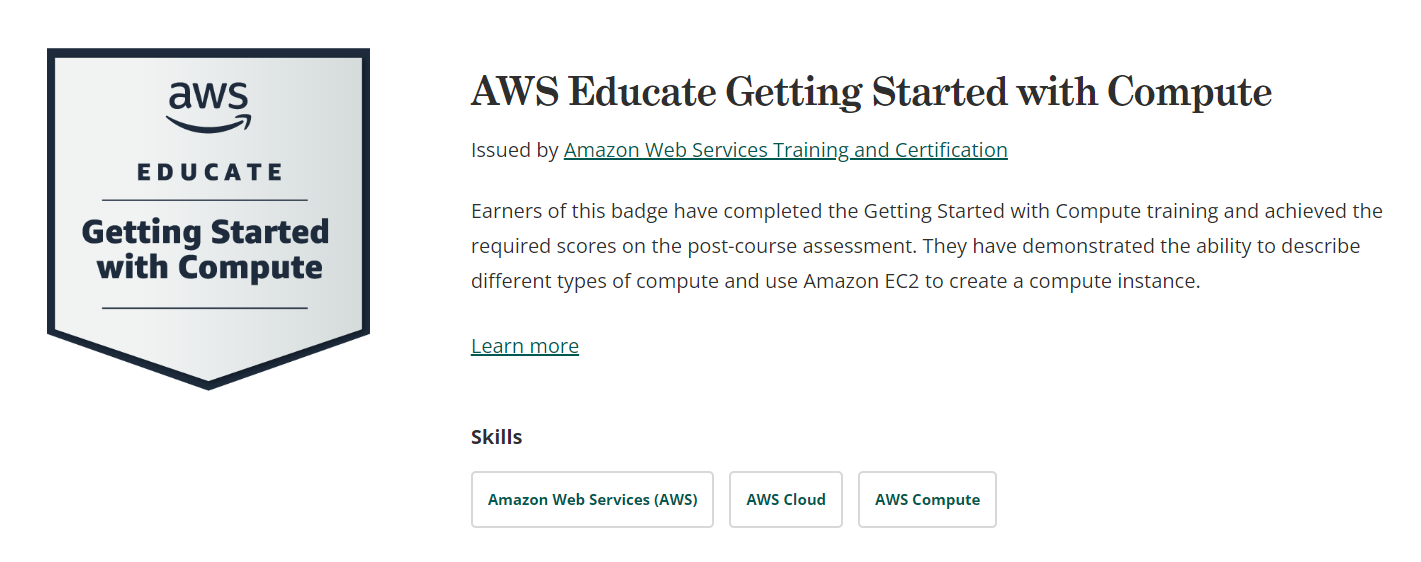 aws
EDUCATE
Getting Started
with Compute
AWS Educate Getting Started with Compute
Issued by Amazon Web Services Training and Certification
Earners of this badge have completed the Getting Started with Compute training and achieved the
required scores on the post-course assessment. They have demonstrated the ability to describe
different types of compute and use Amazon EC2 to create a compute instance.
Learn more
Skills
Amazon Web Services (AWS)
AWS Cloud
AWS Compute